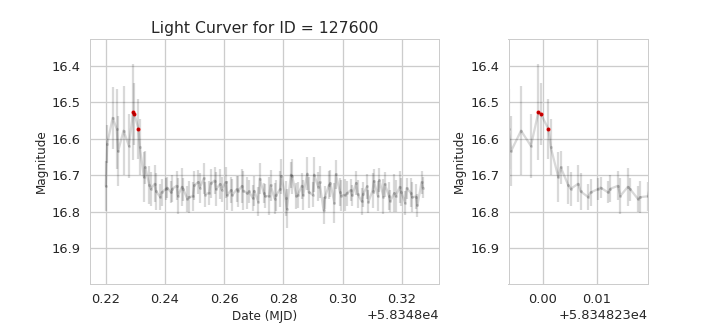 Light Curver for ID = 127600
Magnitude
16.4
16.5
16.6
16.7
16.8
16.9
0.22 0.24 0.26 0.28 0.30 0.32
Date (MJD)
+5.8348e4
Magnitude
16.4
16.5
16.6
16.7
16.8
16.9
0.00 0.01
+5.834823e4